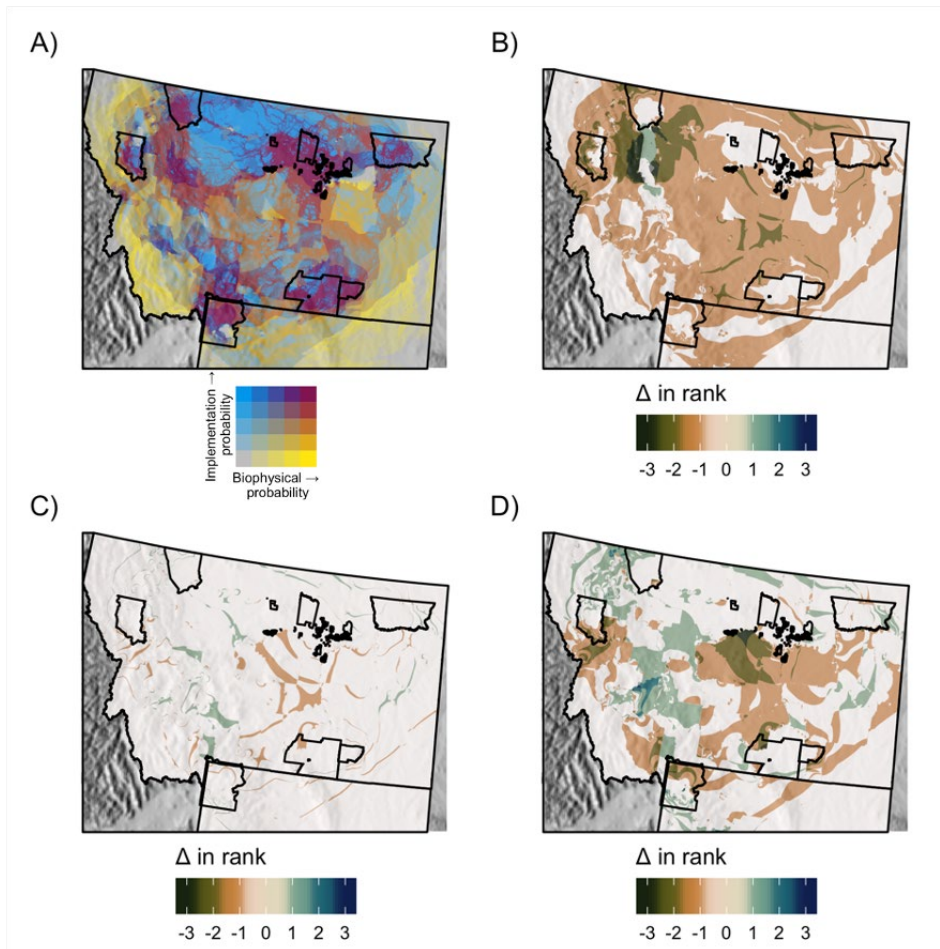 A)
B)
Implementation →
probability
Biophysical →
probability
Δ in rank
-3 -2 -1 0 1 2 3
C)
D)
Δ in rank
-3 -2 -1 0 1 2 3
Δ in rank
-3 -2 -1 0 1 2 3